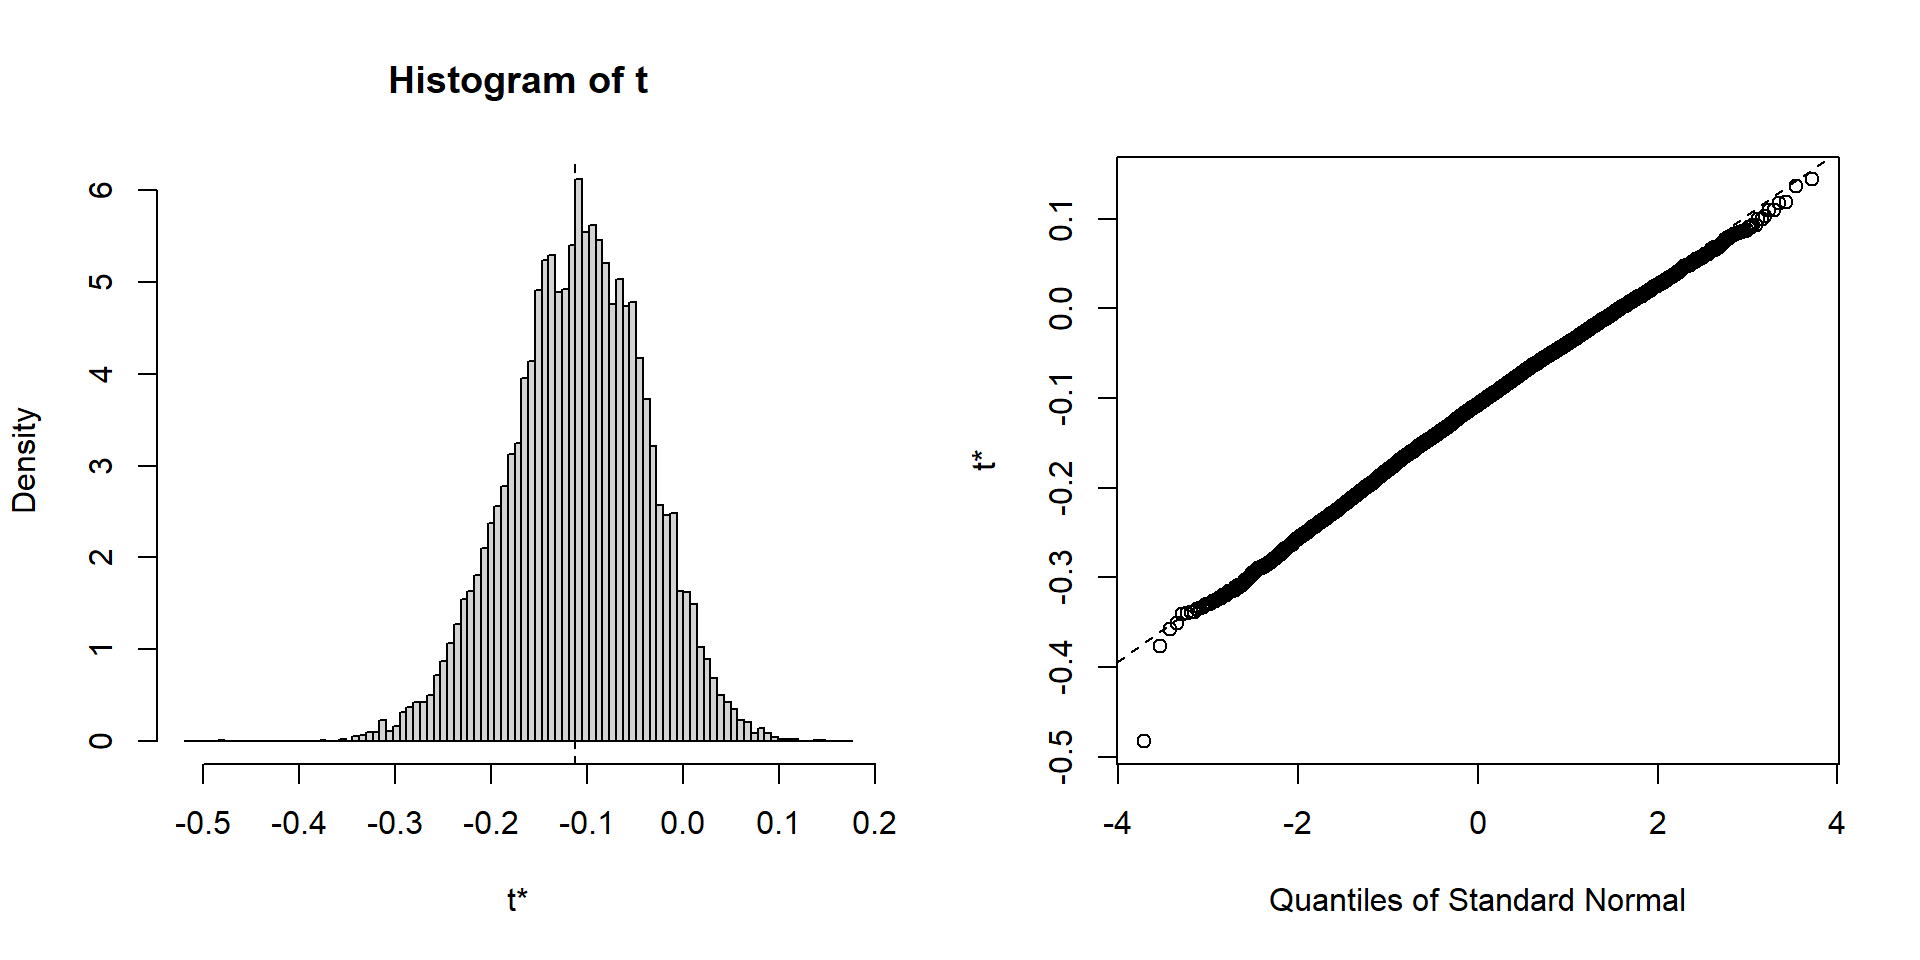 Histogram of t
Density
6
5
4
3
2
1
0
-0.5 -0.4 -0.3 -0.2 -0.1 0.0 0.1 0.2
t*
t*
0.1
0.0
-0.1
-0.2
-0.3
-0.4
-0.5
-4 -2 0 2 4
Quantiles of Standard Normal